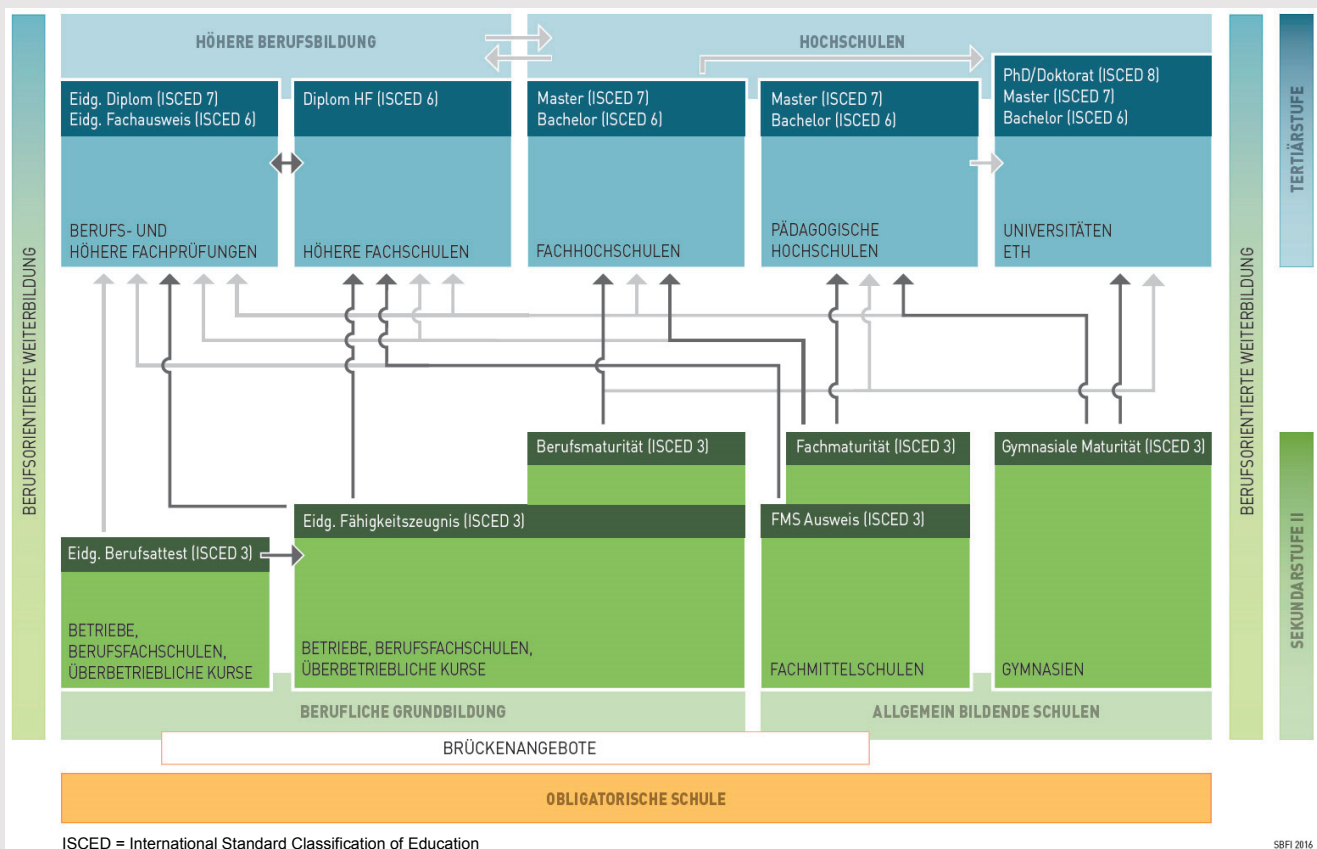 HÖHERE BERUFSBILDUNG
HOCHSCHULEN
Eidg. Diplom (ISCED 7)
Eidg. Fachausweis (ISCED 6)
Diplom HF (ISCED 6)
Master (ISCED 7)
Bachelor (ISCED 6)
Master (ISCED 7)
Bachelor (ISCED 6)
PhD/Doktorat (ISCED 8)
Master (ISCED 7)
Bachelor (ISCED 6)
BERUFS- UND
HÖHERE FACHPRÜFUNGEN
HÖHERE FACHSCHULEN
FACHHOCHSCHULEN
PÄDAGOGISCHE
HOCHSCHULEN
UNIVERSITÄTEN
ETH
BERUFSORIENTIERTE WEITERBILDUNG
BERUFSORIENTIERTE WEITERBILDUNG
TERTIÄRSTUFE
SEKUNDARSTUFE II
Berufsmaturität (ISCED 3)
Fachmaturität (ISCED 3)
Gymnasiale Maturität (ISCED 3)
Eidg. Fähigkeitszeugnis (ISCED 3)
FMS Ausweis (ISCED 3)
Eidg. Berufsattest (ISCED 3)
BETRIEBE,
BERUFSFACHSCHULEN,
ÜBERBETRIEBLICHE KURSE
BETRIEBE, BERUFSFACHSCHULEN,
ÜBERBETRIEBLICHE KURSE
FACHMITTELSCHULEN
GYMNASIEN
BERUFLICHE GRUNDBILDUNG
ALLGEMEIN BILDENDE SCHULEN
BRÜCKENANGEBOTE
OBLIGATORISCHE SCHULE
ISCED = International Standard Classification of Education
SBFI 2016